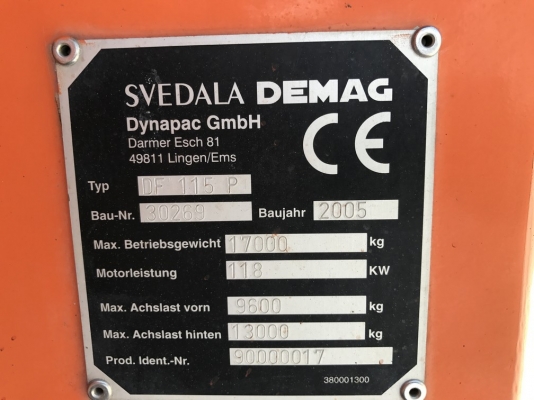 SVEDALA DEMAG
Dynapac GmbH
Darmer Esch 81
49811 Lingen/Ems
CE
Typ DF 115 P
Bau-Nr. 30269 Baujahr 2005
Max. Betriebsgewicht 17000 kg
Motorleistung 118 KW
Max. Achslast vorn 9600 kg
Max. Achslast hinten 13000 kg
Prod. Ident.-Nr. 90000017
380001300